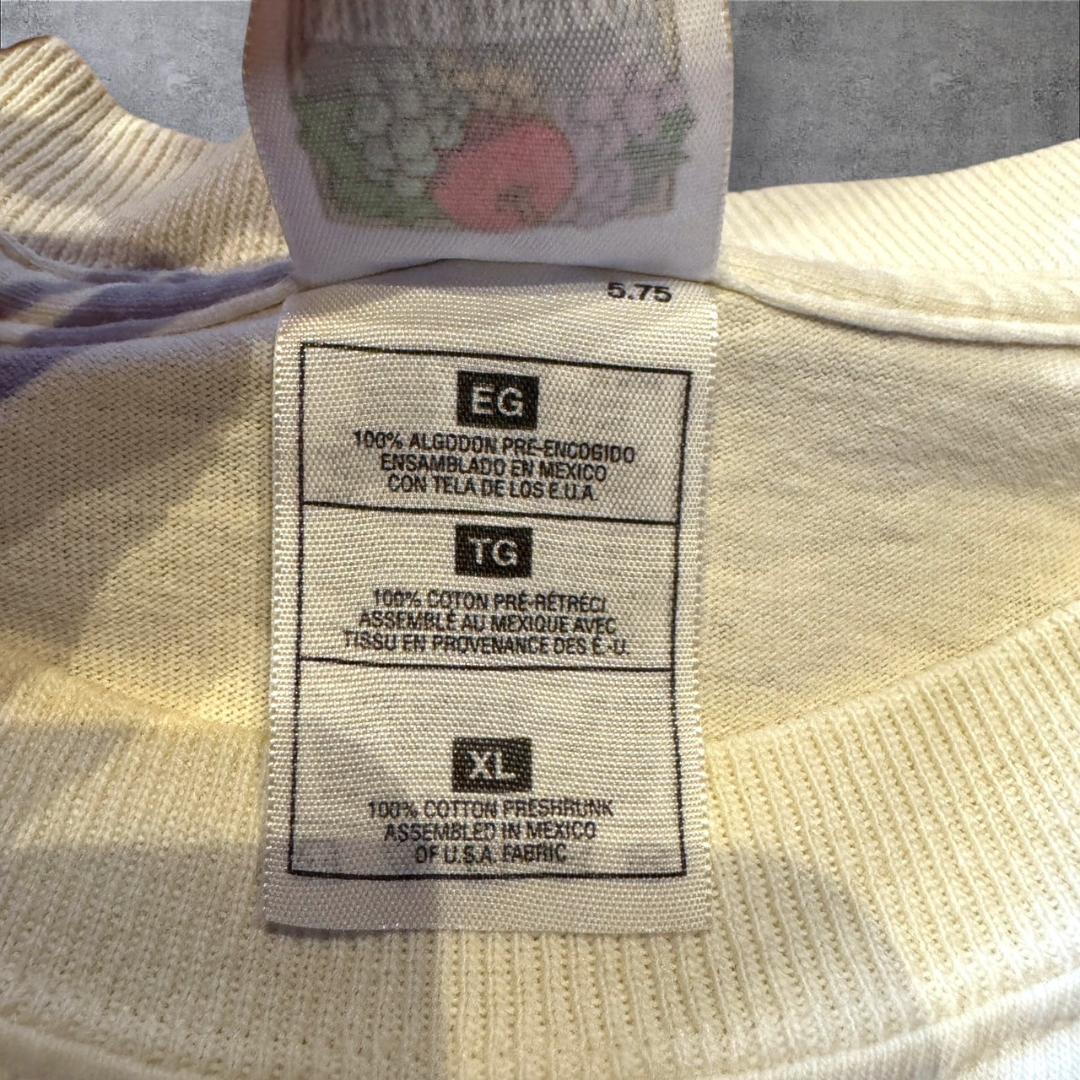 5.75
EG
100% ALGODON PRE-ENCOGIDO
ENSAMBLADO EN MEXICO
CON TELA DE LOS E.U.A.
TG
100% COTON PRÉ-RÉTRÉCI
ASSEMBLÉ AU MEXIQUE AVEC
TISSU EN PROVENANCE DES É.-U.
XL
100% COTTON PRESHRUNK
ASSEMBLED IN MEXICO
OF U.S.A. FABRIC